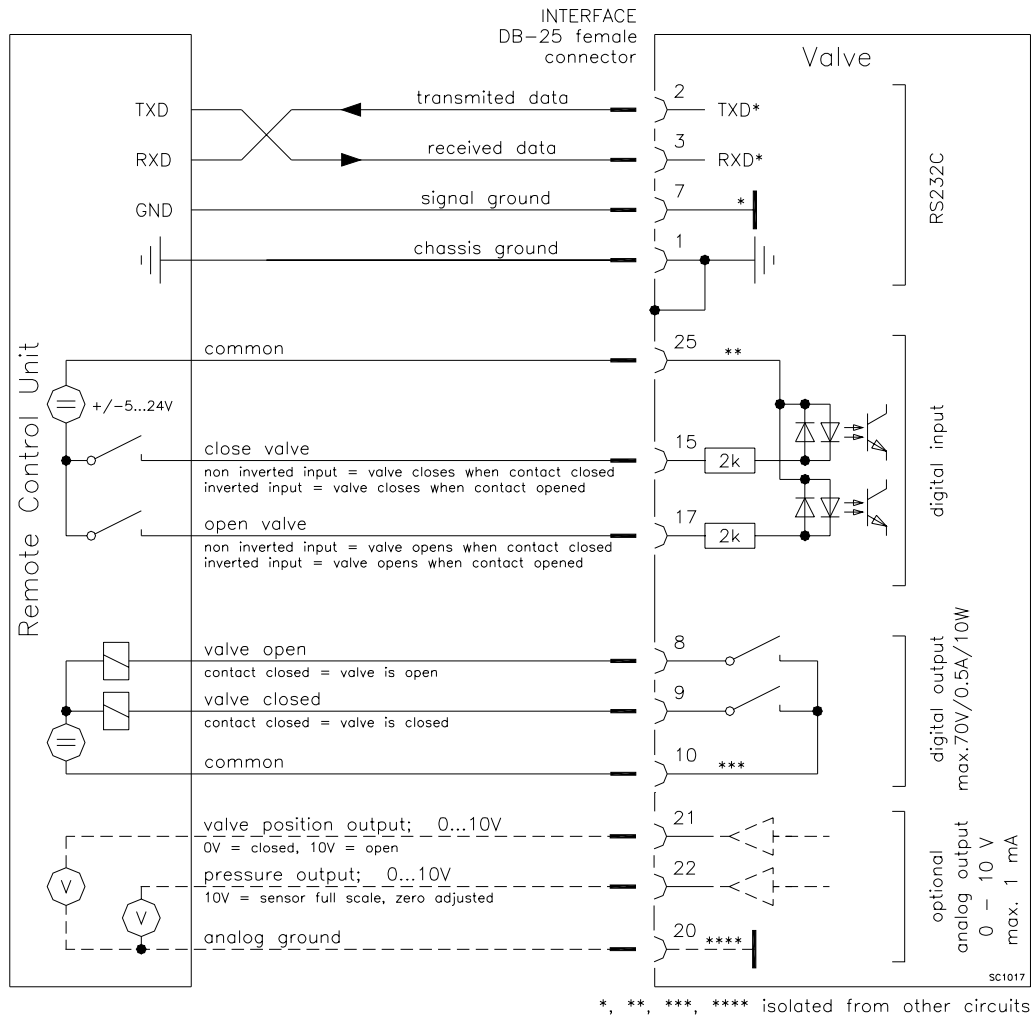 INTERFACE
DB-25 female
connector
Valve
Remote Control Unit
TXD
transmited data
2
TXD*
RXD
received data
3
RXD*
GND
signal ground
7
*
chassis ground
1
RS232C
common
25
**
+/-5...24V
close valve
15
2k
non inverted input = valve closes when contact closed
inverted input = valve closes when contact opened
open valve
17
2k
non inverted input = valve opens when contact closed
inverted input = valve opens when contact opened
digital input
valve open
8
contact closed = valve is open
valve closed
9
contact closed = valve is closed
common
10
***
digital output
max.70V/0.5A/10W
valve position output; 0...10V
21
0V = closed, 10V = open
V
pressure output; 0...10V
22
10V = sensor full scale, zero adjusted
V
analog ground
20
****
optional
analog output
0 - 10 V
max. 1 mA
SC1017
*, **, ***, **** isolated from other circuits